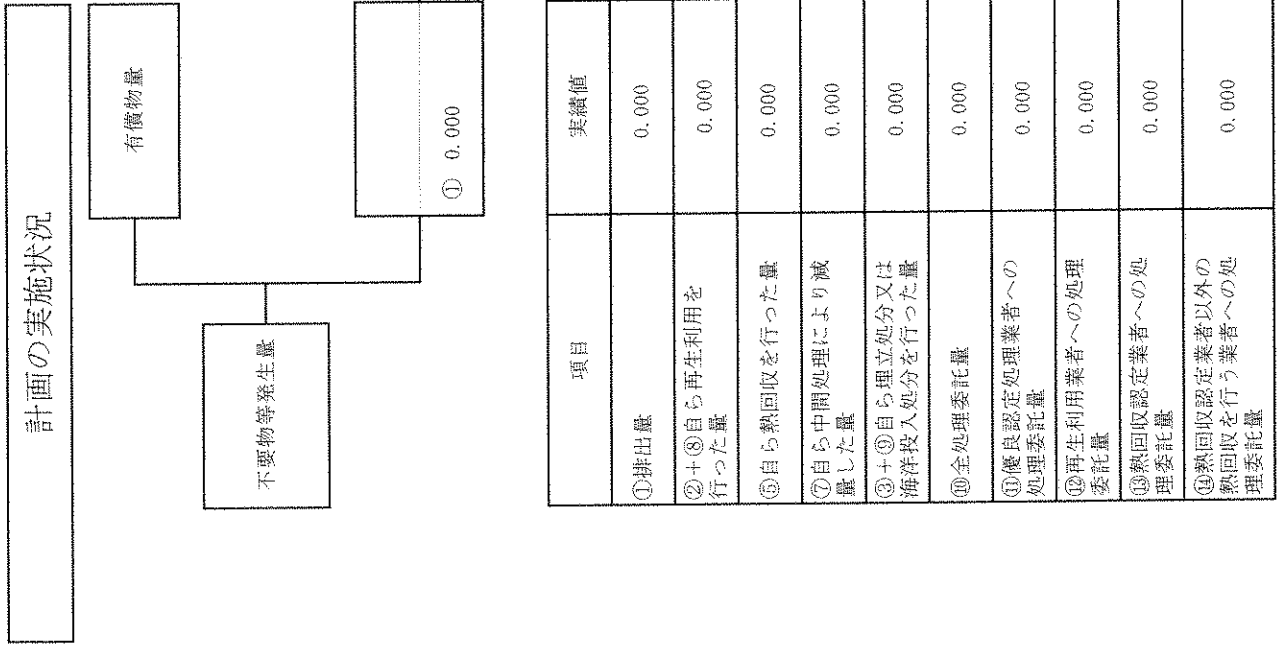 計画の実施状況
有償物量
不要物等発生量
① 0.000
項目
実績値
①排出量
0.000
②+⑧自ら再生利用を
行った量
0.000
⑤自ら熱回収を行った量
0.000
⑦自ら中間処理により減
量した量
0.000
③+⑨自ら埋立処分又は
海洋投入処分を行った量
0.000
⑩全処理委託量
0.000
⑪優良認定処理業者への
処理委託量
0.000
⑫再生利用業者への処理
委託量
0.000
⑬熱回収認定業者への処
理委託量
0.000
⑭熱回収認定業者以外の
熱回収を行う業者への処
理委託量
0.000